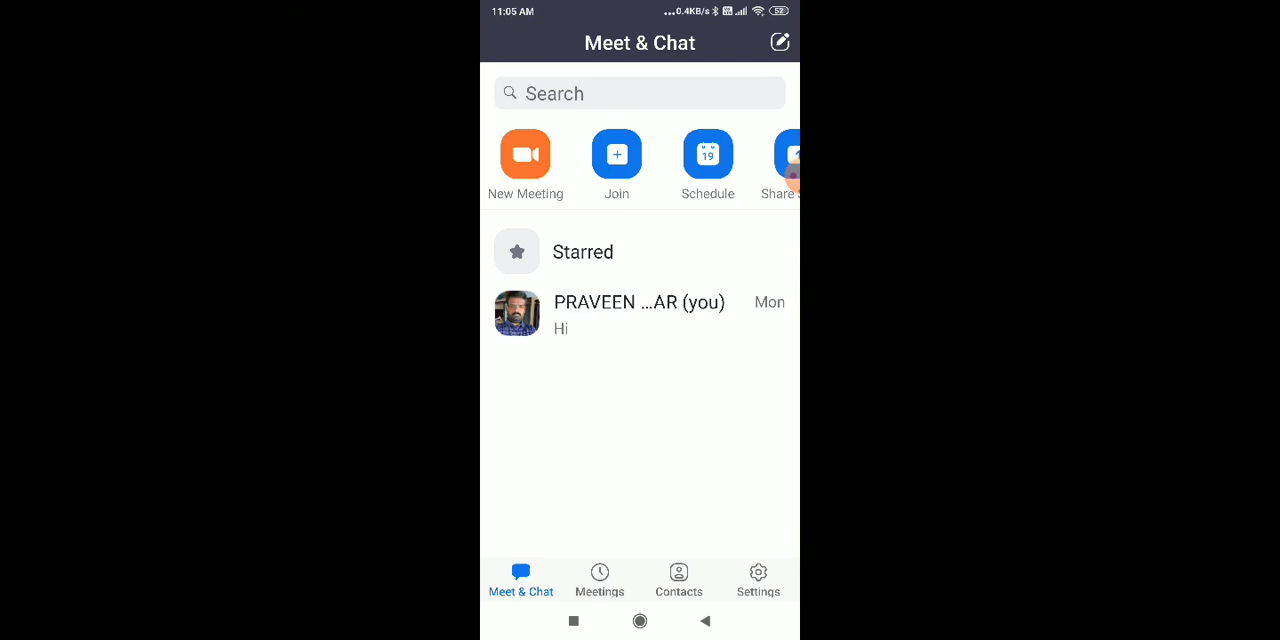 11:05 AM ...0.4KB/s 52
Meet & Chat
Search
19
New Meeting Join Schedule Share
Starred
PRAVEEN ...AR (you) Mon
Hi
Meet & Chat Meetings Contacts Settings